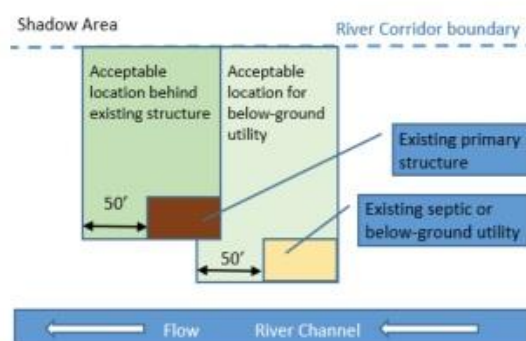 Shadow Area
River Corridor boundary
Acceptable
location behind
existing structure
Acceptable
location for
below-ground
utility
Existing primary
structure
50′
Existing septic or
below-ground utility
50′
Flow
River Channel